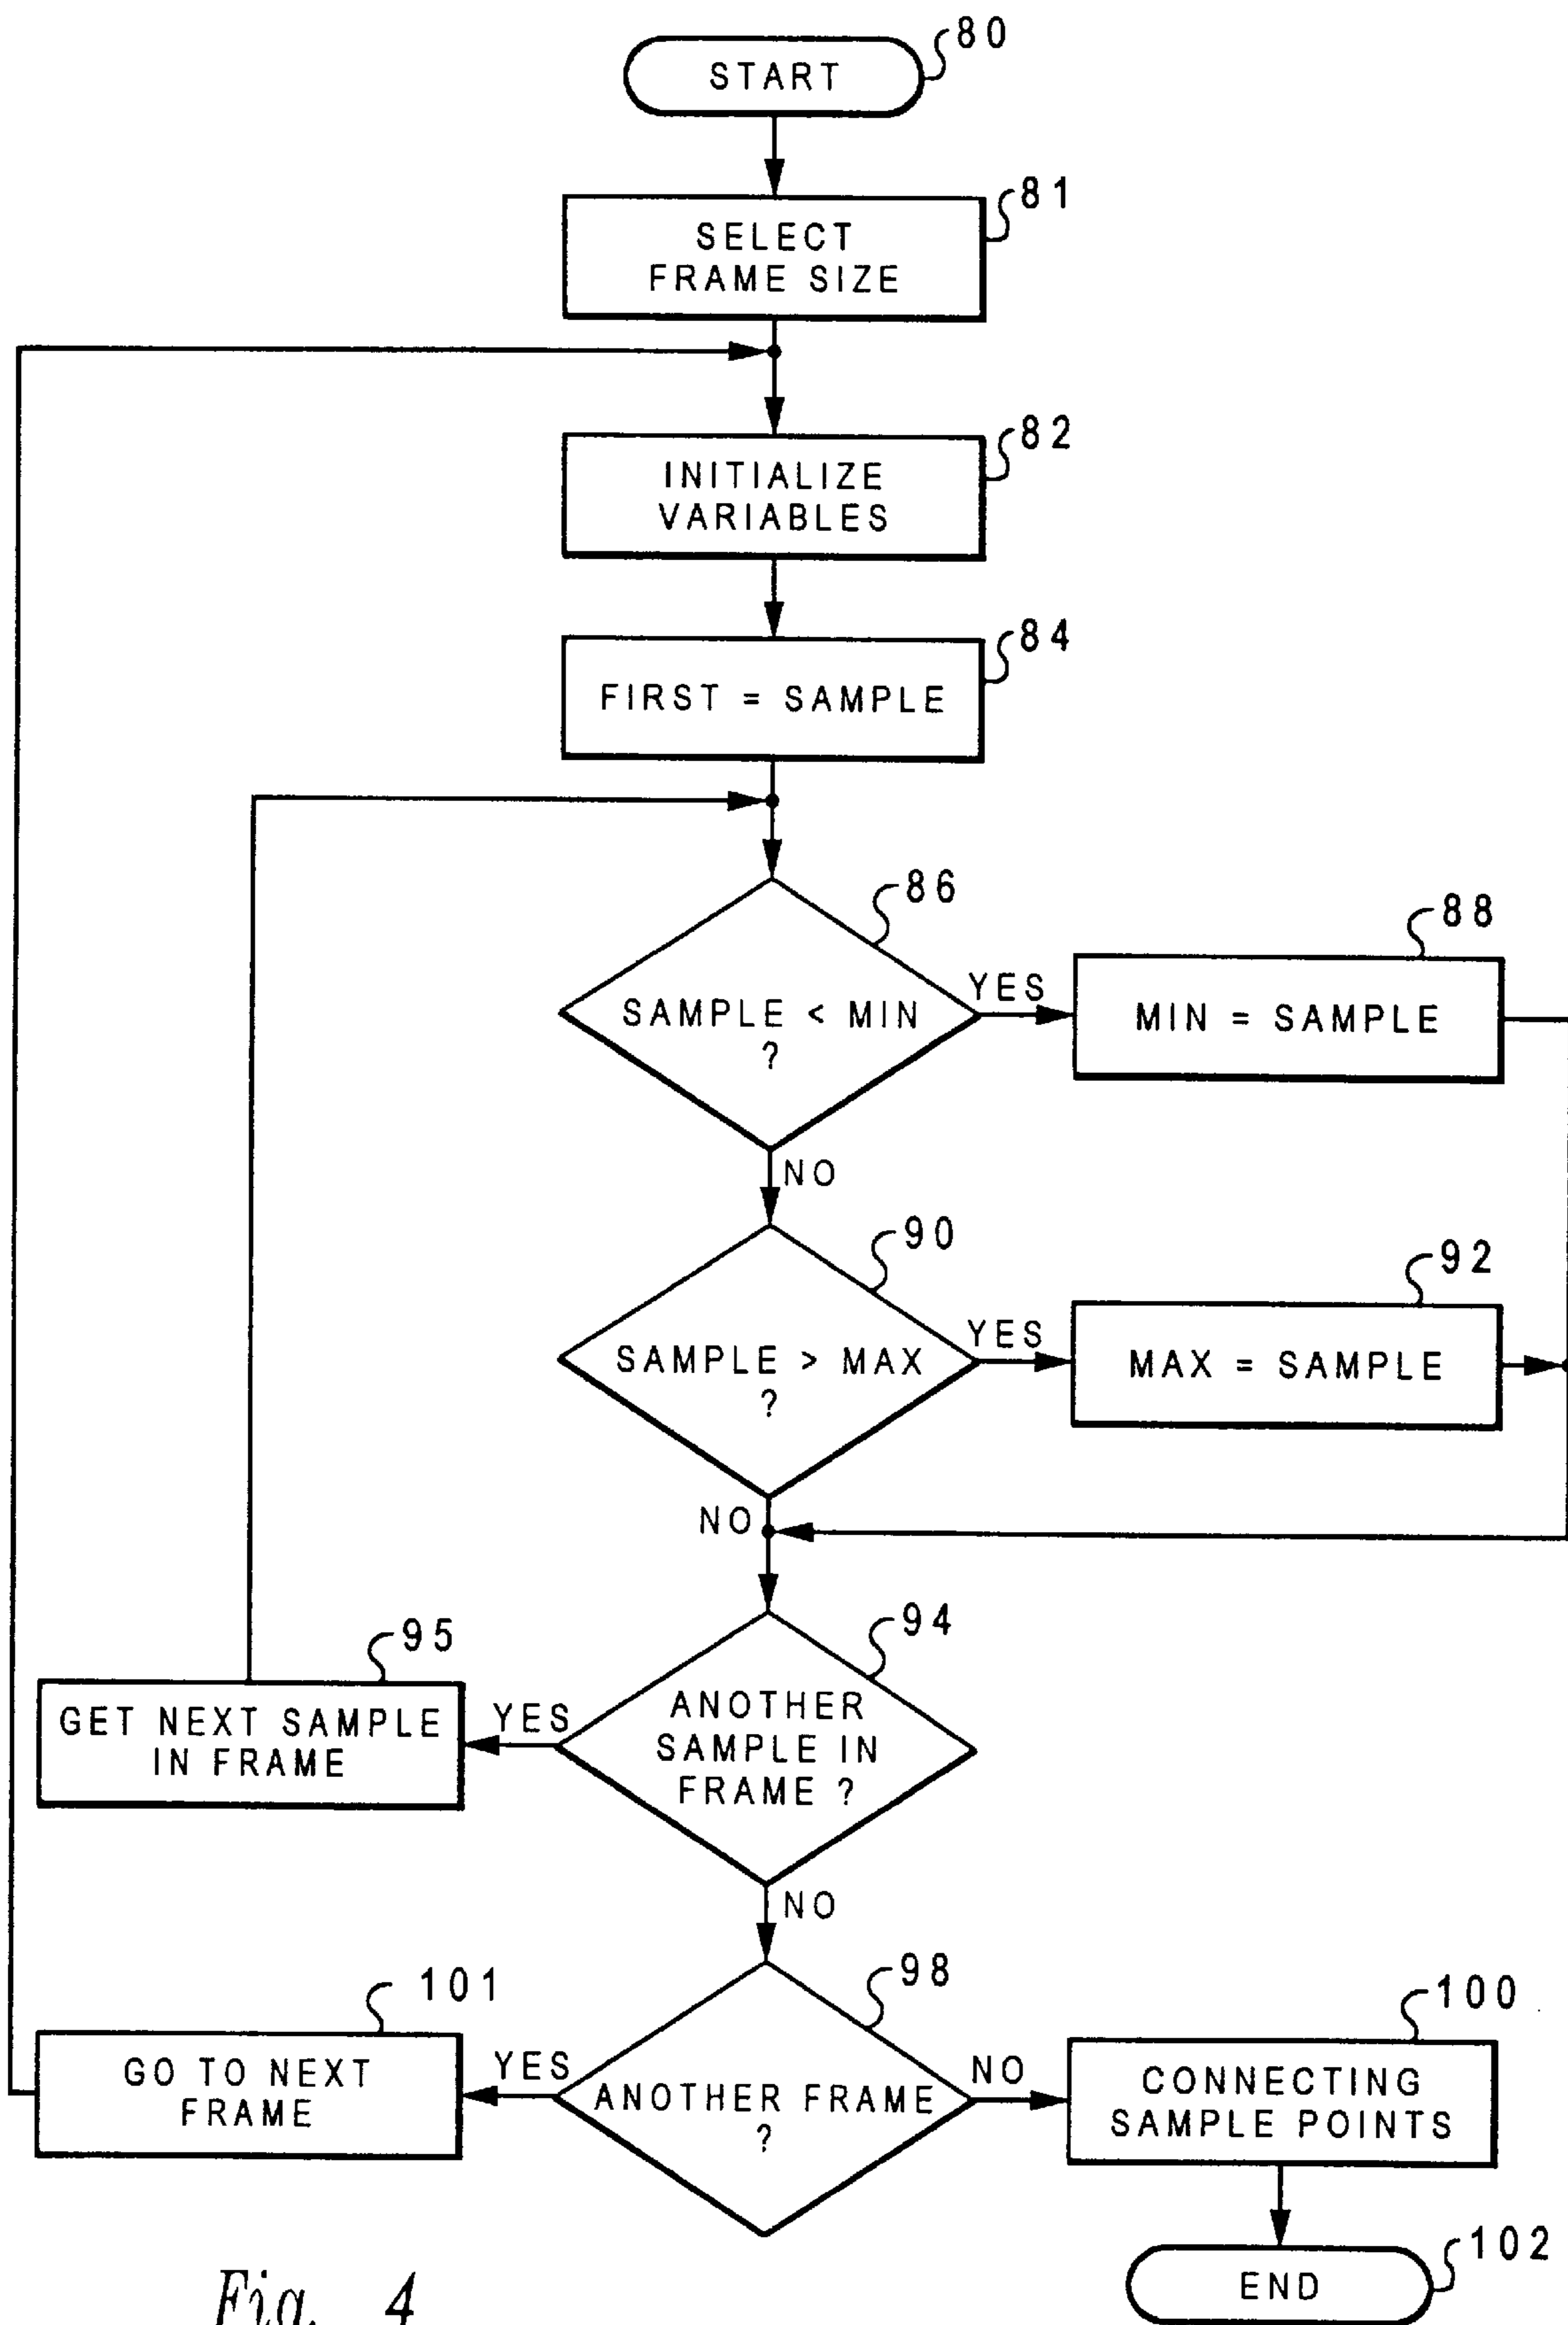 80
START
81
SELECT
FRAME SIZE
82
INITIALIZE
VARIABLES
84
FIRST = SAMPLE
86
SAMPLE < MIN
?
YES
88
MIN = SAMPLE
NO
90
SAMPLE > MAX
?
YES
92
MAX = SAMPLE
NO
94
ANOTHER
SAMPLE IN
FRAME ?
YES
95
GET NEXT SAMPLE
IN FRAME
NO
98
ANOTHER FRAME
?
YES
101
GO TO NEXT
FRAME
NO
100
CONNECTING
SAMPLE POINTS
102
END
Fig. 4